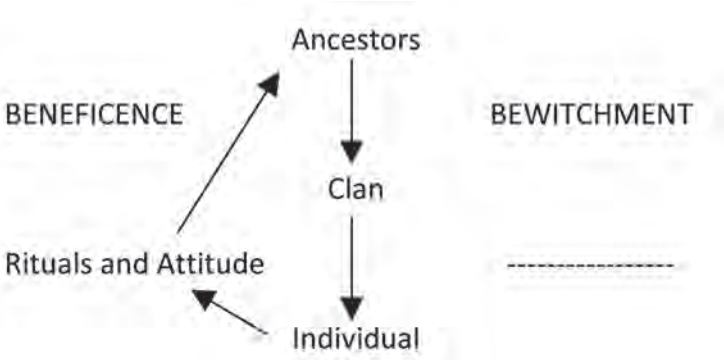 Ancestors
BENEFICENCE
BEWITCHMENT
Clan
Rituals and Attitude
Individual